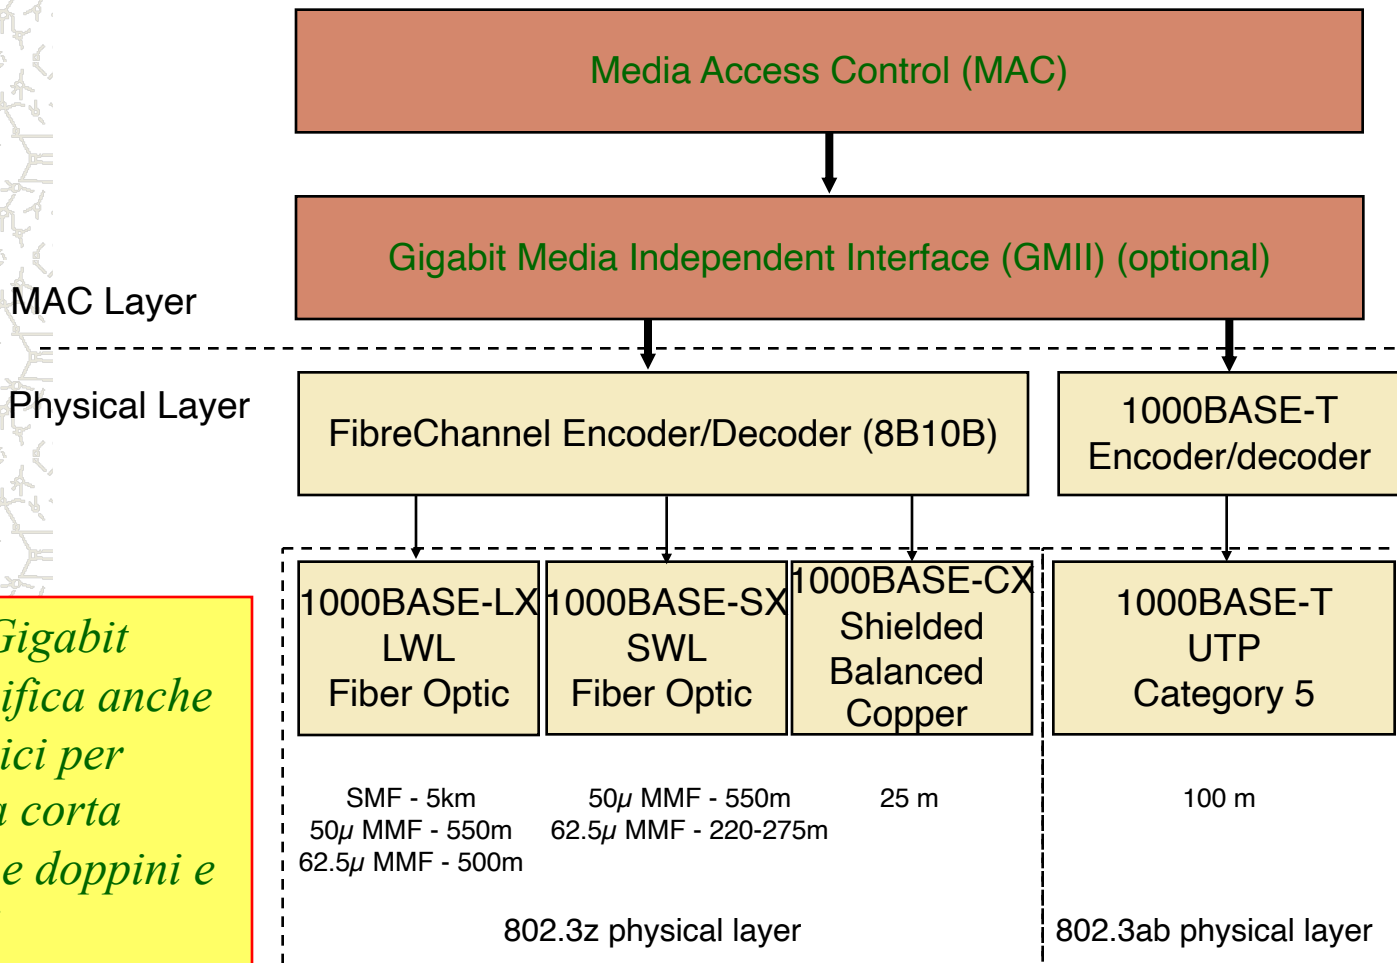 Media Access Control (MAC)
Gigabit Media Independent Interface (GMII) (optional)
MAC Layer
Physical Layer
FibreChannel Encoder/Decoder (8B10B)
1000BASE-T
Encoder/decoder
1000BASE-LX
LWL
Fiber Optic
1000BASE-SX
SWL
Fiber Optic
1000BASE-CX
Shielded
Balanced
Copper
1000BASE-T
UTP
Category 5
SMF - 5km
50µ MMF - 550m
62.5µ MMF - 500m
50µ MMF - 550m
62.5µ MMF - 220-275m
25 m
100 m
802.3z physical layer
802.3ab physical layer
Gigabit
anche
per
corta
e doppini e